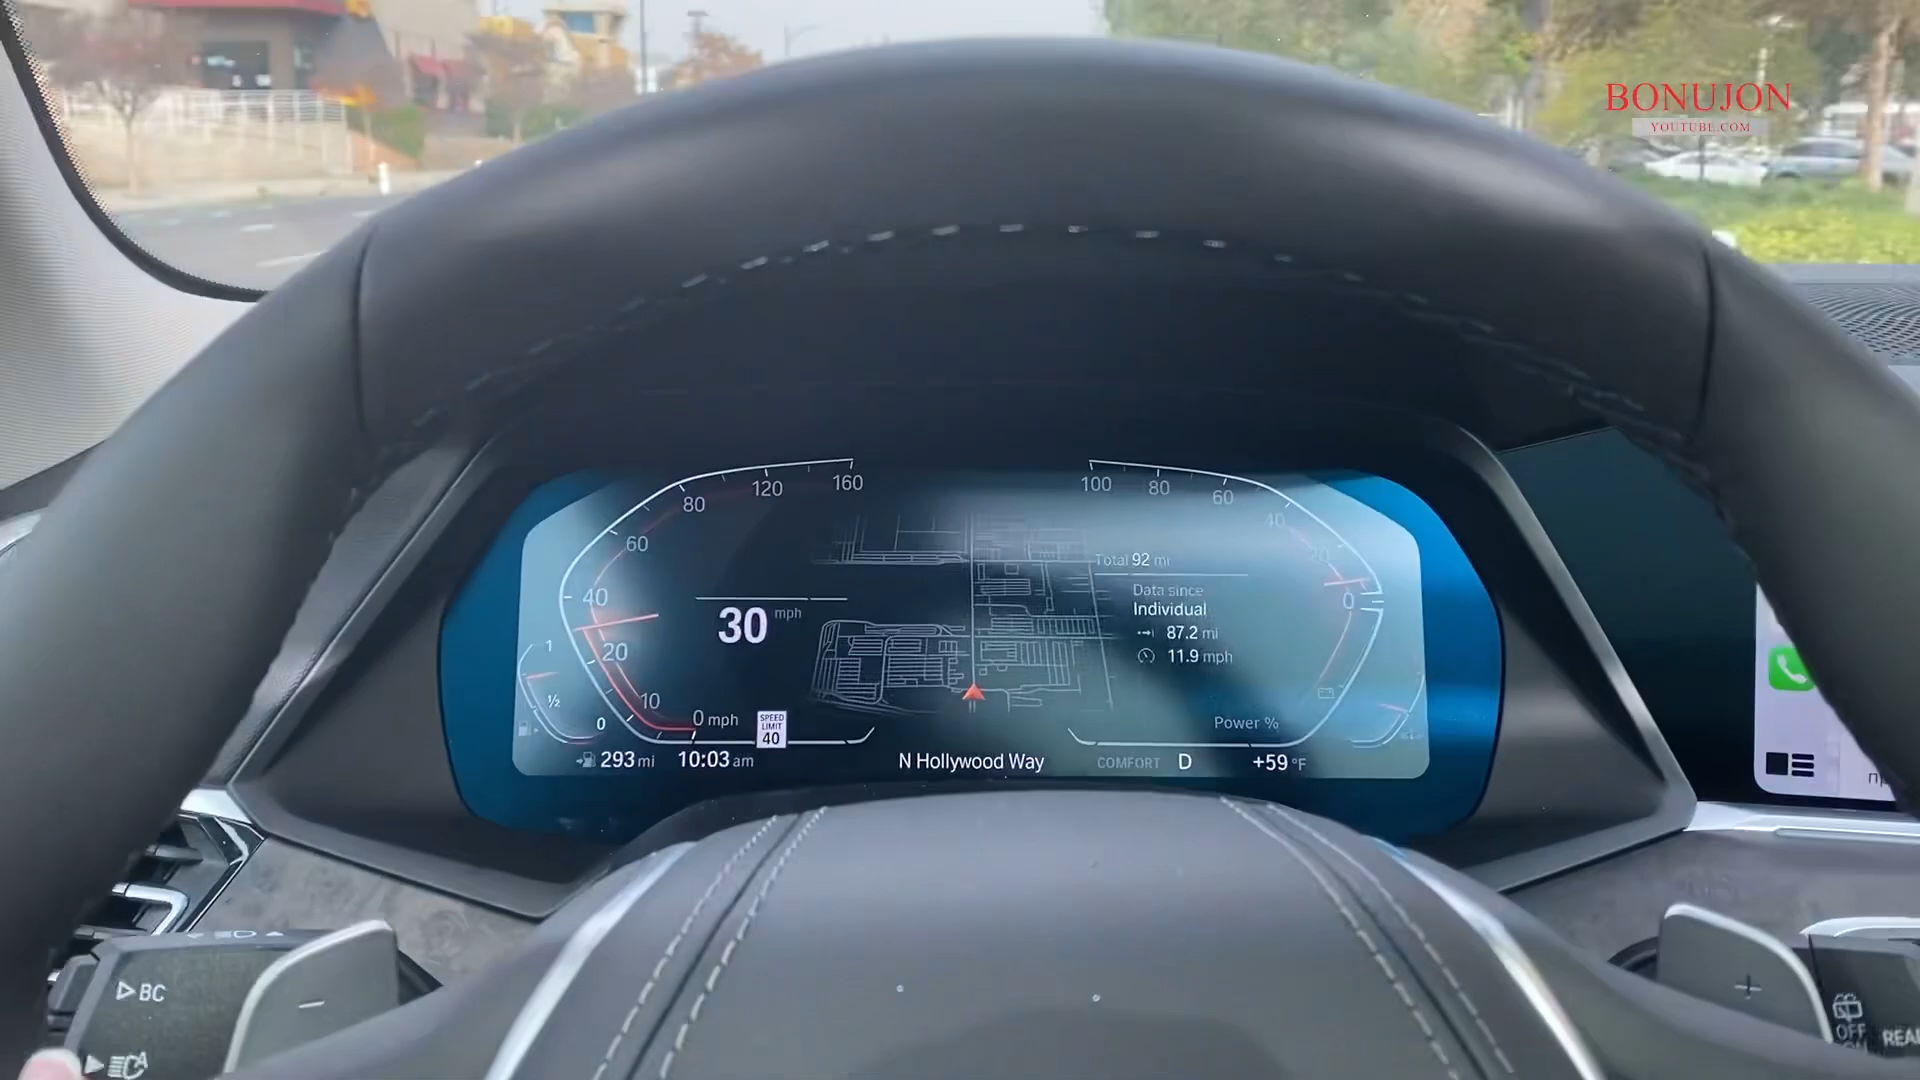 BONUJON
YOUTUBE.COM
160
120
80
60
40
20
10
0 mph
100
80
60
40
20
0
30 mph
Total 92 mi
Data since
Individual
87.2 mi
11.9 mph
1
½
0
SPEED
LIMIT
40
Power %
293 mi
10:03 am
N Hollywood Way
COMFORT D
+59 °F
BC
A
−
+
OFF